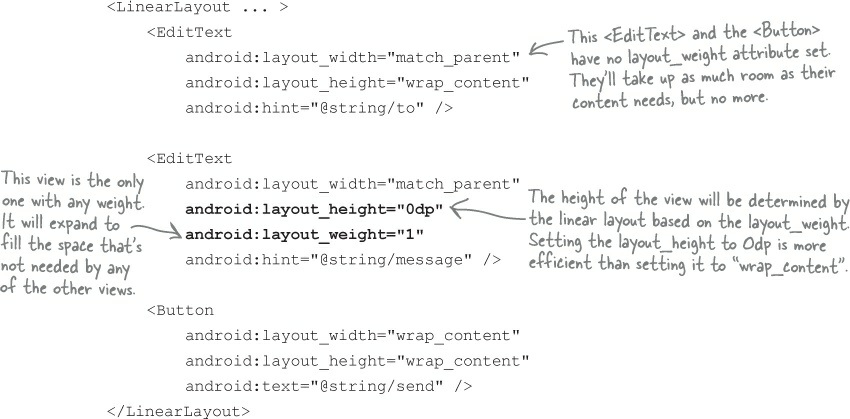 <LinearLayout ... >
<EditText
android:layout_width="match_parent"
android:layout_height="wrap_content"
android:hint="@string/to" />
This <EditText> and the <Button>
have no layout_weight attribute set.
They'll take up as much room as their
content needs, but no more.
<EditText
android:layout_width="match_parent"
android:layout_height="0dp"
android:layout_weight="1"
android:hint="@string/message" />
This view is the only
one with any weight.
It will expand to
fill the space that's
not needed by any
of the other views.
The height of the view will be determined by
the linear layout based on the layout_weight.
Setting the layout_height to 0dp is more
efficient than setting it to "wrap_content".
<Button
android:layout_width="wrap_content"
android:layout_height="wrap_content"
android:text="@string/send" />
</LinearLayout>